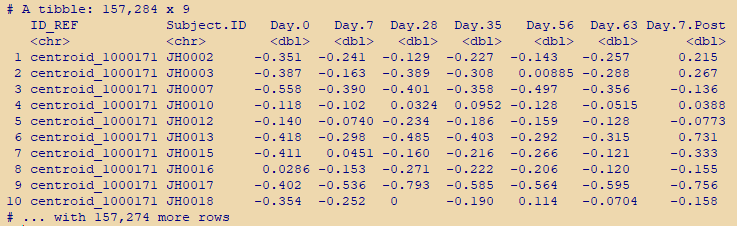 # A tibble: 157,284 x 9
ID_REF Subject.ID Day.0 Day.7 Day.28 Day.35 Day.56 Day.63 Day.7.Post
<chr> <chr> <dbl> <dbl> <dbl> <dbl> <dbl> <dbl> <dbl>
1 centroid_1000171 JH0002 -0.351 -0.241 -0.129 -0.227 -0.143 -0.257 0.215
2 centroid_1000171 JH0003 -0.387 -0.163 -0.389 -0.308 0.00885 -0.288 0.267
3 centroid_1000171 JH0007 -0.558 -0.390 -0.401 -0.358 -0.497 -0.356 -0.136
4 centroid_1000171 JH0010 -0.118 -0.102 0.0324 0.0952 -0.128 -0.0515 0.0388
5 centroid_1000171 JH0012 -0.140 -0.0740 -0.234 -0.186 -0.159 -0.128 -0.0773
6 centroid_1000171 JH0013 -0.418 -0.298 -0.485 -0.403 -0.292 -0.315 0.731
7 centroid_1000171 JH0015 -0.411 0.0451 -0.160 -0.216 -0.266 -0.121 -0.333
8 centroid_1000171 JH0016 0.0286 -0.153 -0.271 -0.222 -0.206 -0.120 -0.155
9 centroid_1000171 JH0017 -0.402 -0.536 -0.793 -0.585 -0.564 -0.595 -0.756
10 centroid_1000171 JH0018 -0.354 -0.252 0 -0.190 0.114 -0.0704 -0.158
# ... with 157,274 more rows